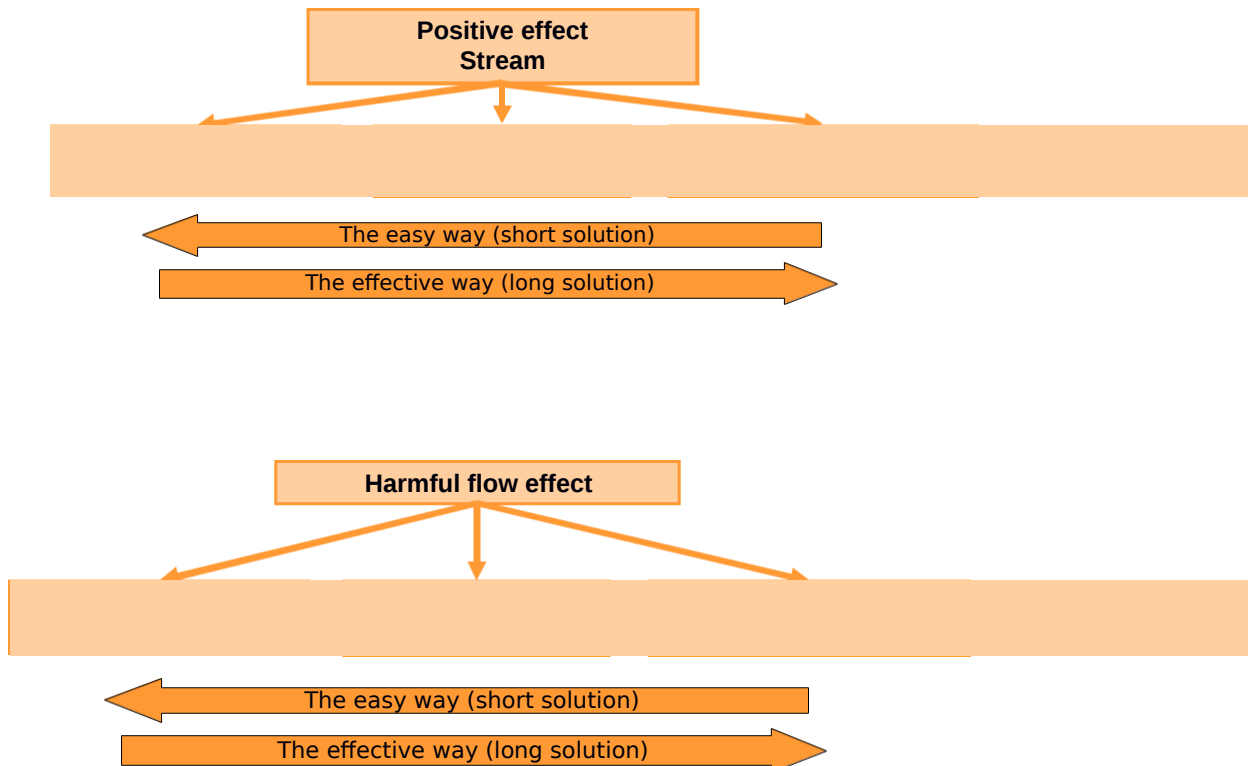 Positive effect
Stream
The easy way (short solution)
The effective way (long solution)
Harmful flow effect
The easy way (short solution)
The effective way (long solution)